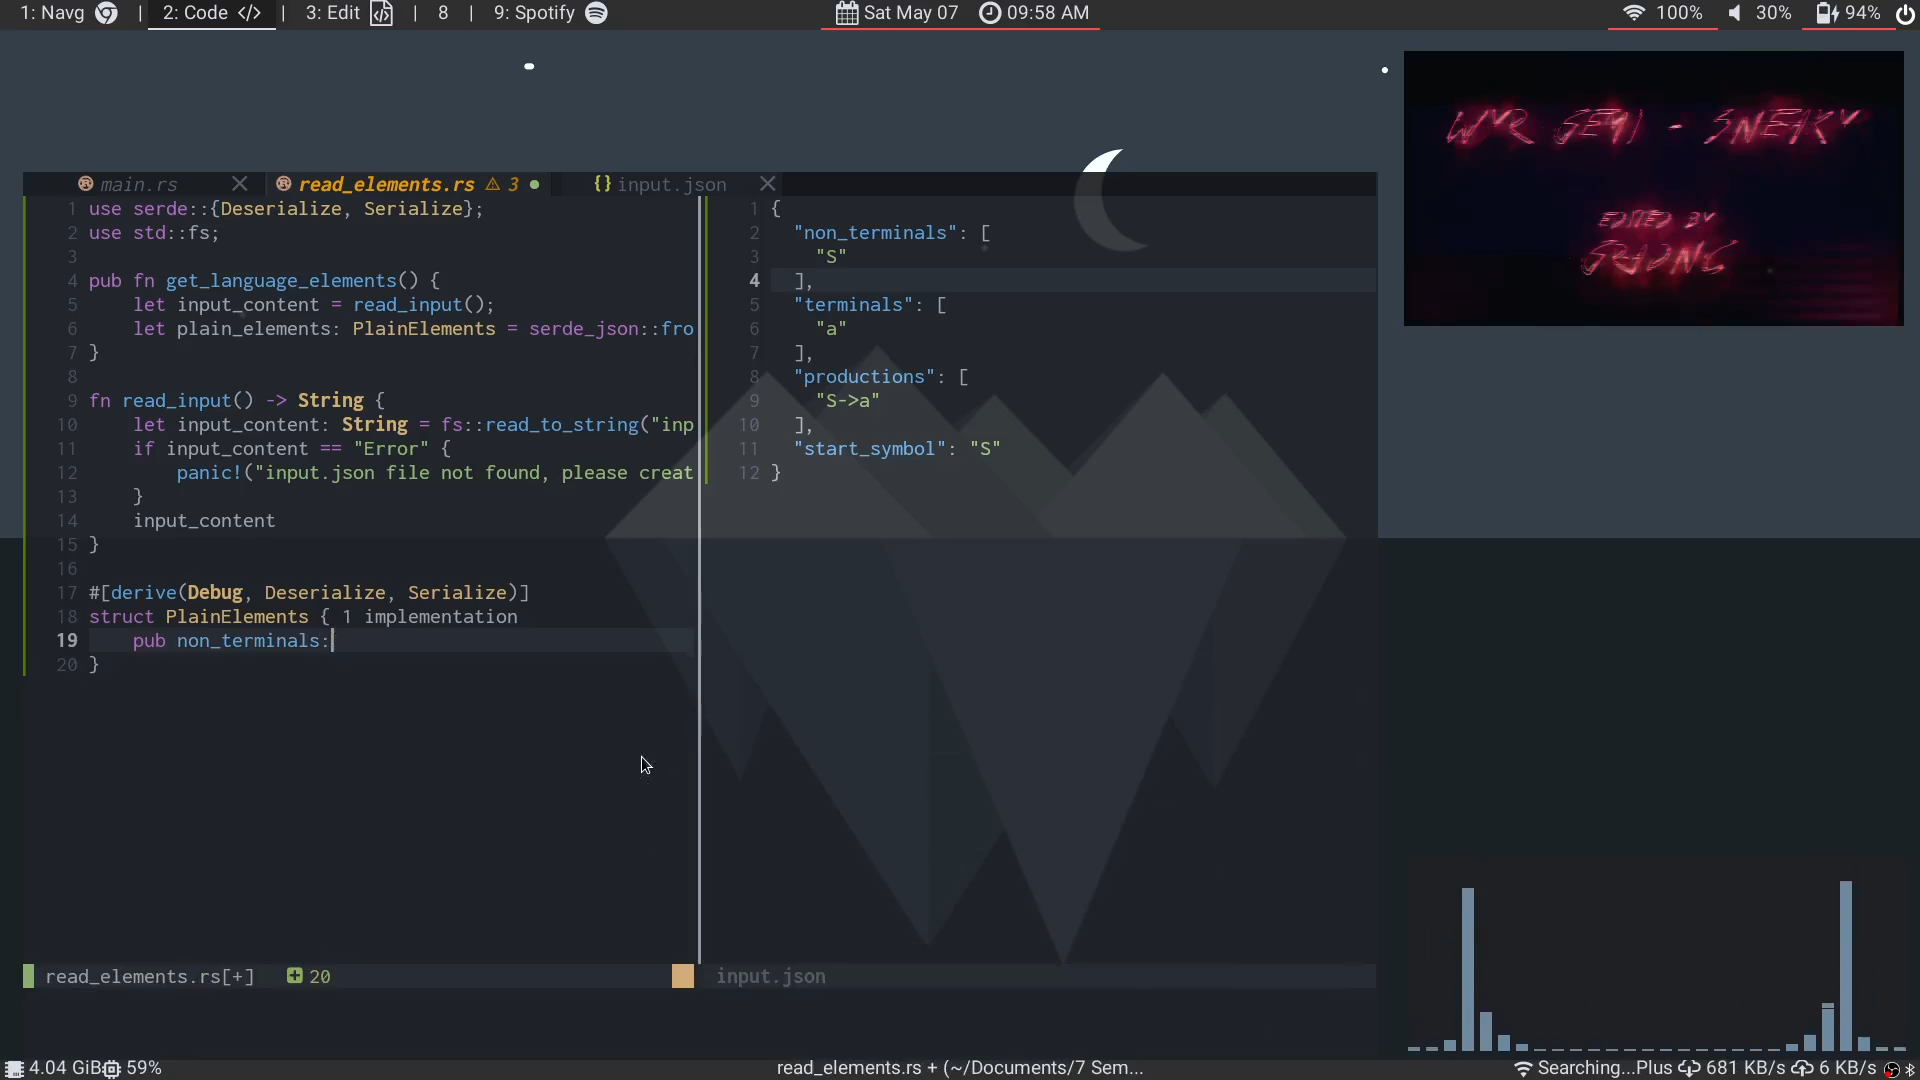 1: Navg | 2: Code </> | 3: Edit | 8 | 9: Spotify
Sat May 07 09:58 AM
100% 30% 94%
WVR GEMI - SNEAKY
EDITED BY
main.rs
read_elements.rs 3
{} input.json
1 use serde::{Deserialize, Serialize};
2 use std::fs;
3
4 pub fn get_language_elements() {
5 let input_content = read_input();
6 let plain_elements: PlainElements = serde_json::fro
7 }
8
9 fn read_input() -> String {
10 let input_content: String = fs::read_to_string("inp
11 if input_content == "Error" {
12 panic!("input.json file not found, please creat
13 }
14 input_content
15 }
16
17 #[derive(Debug, Deserialize, Serialize)]
18 struct PlainElements { 1 implementation
19 pub non_terminals:
20 }
1 {
2 "non_terminals": [
3 "S"
4 ],
5 "terminals": [
6 "a"
7 ],
8 "productions": [
9 "S->a"
10 ],
11 "start_symbol": "S"
12 }
read_elements.rs[+] 20
input.json
4.04 GiB 59%
read_elements.rs + (~/Documents/7 Sem...
Searching...Plus 681 KB/s 6 KB/s